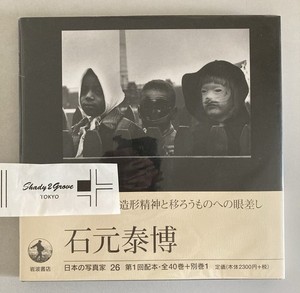 Shady 2 Grove
TOKYO
造形精神と移ろうものへの眼差し
石元泰博
岩波書店
日本の写真家 26 第1回配本・全40巻+別巻1
定価(本体2300円+税)